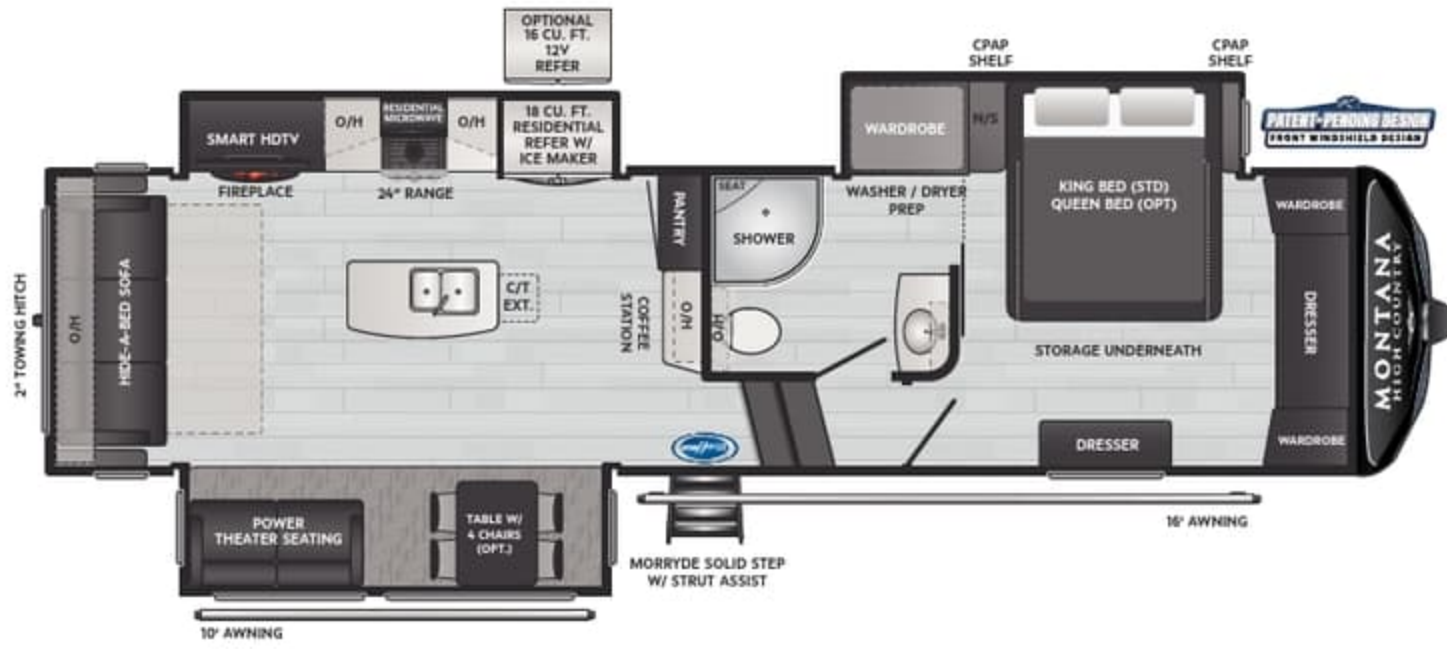 OPTIONAL
16 CU. FT.
12V
REFER
CPAP
SHELF
CPAP
SHELF
SMART HDTV
O/H
RESIDENTIAL
MICROWAVE
O/H
18 CU. FT.
RESIDENTIAL
REFER W/
ICE MAKER
WARDROBE
N/S
PATENT-PENDING DESIGN
FRONT WINDSHIELD DESIGN
FIREPLACE
24" RANGE
PANTRY
SEAT
SHOWER
WASHER / DRYER
PREP
KING BED (STD)
QUEEN BED (OPT)
WARDROBE
2" TOWING HITCH
O/H
HIDE-A-BED SOFA
C/T
EXT.
COFFEE
STATION
O/H
O/H
STORAGE UNDERNEATH
DRESSER
MONTANA
HIGH COUNTRY
DRESSER
WARDROBE
POWER
THEATER SEATING
TABLE W/
4 CHAIRS
(OPT.)
16' AWNING
MORRYDE SOLID STEP
W/ STRUT ASSIST
10' AWNING